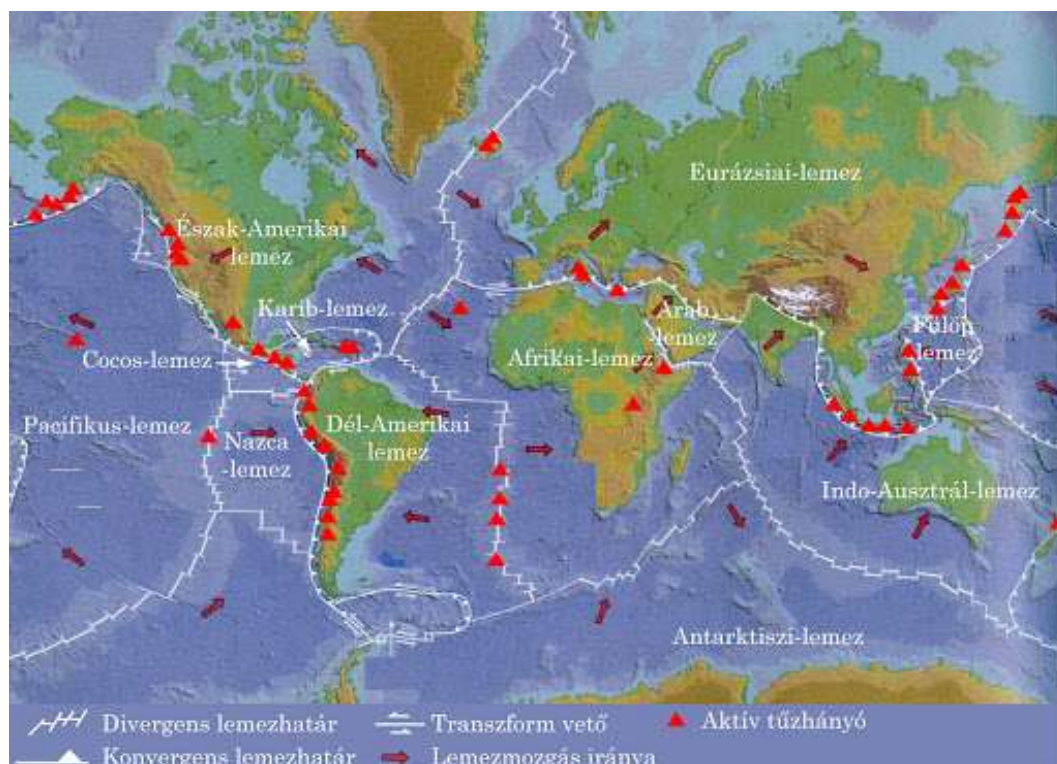 Eurázsiai-lemez
Észak-Amerikai
lemez
Karib-lemez
Arab
lemez
Fülöp
lemez
Cocos-lemez
Afrikai-lemez
Pacifikus-lemez
Nazca
-lemez
Dél-Amerikai
lemez
Indo-Ausztrál-lemez
Antarktiszi-lemez
Divergens lemezhatár
Transzform vető
Aktív tűzhányó
Konvergens lemezhatár
Lemezmozgás iránya